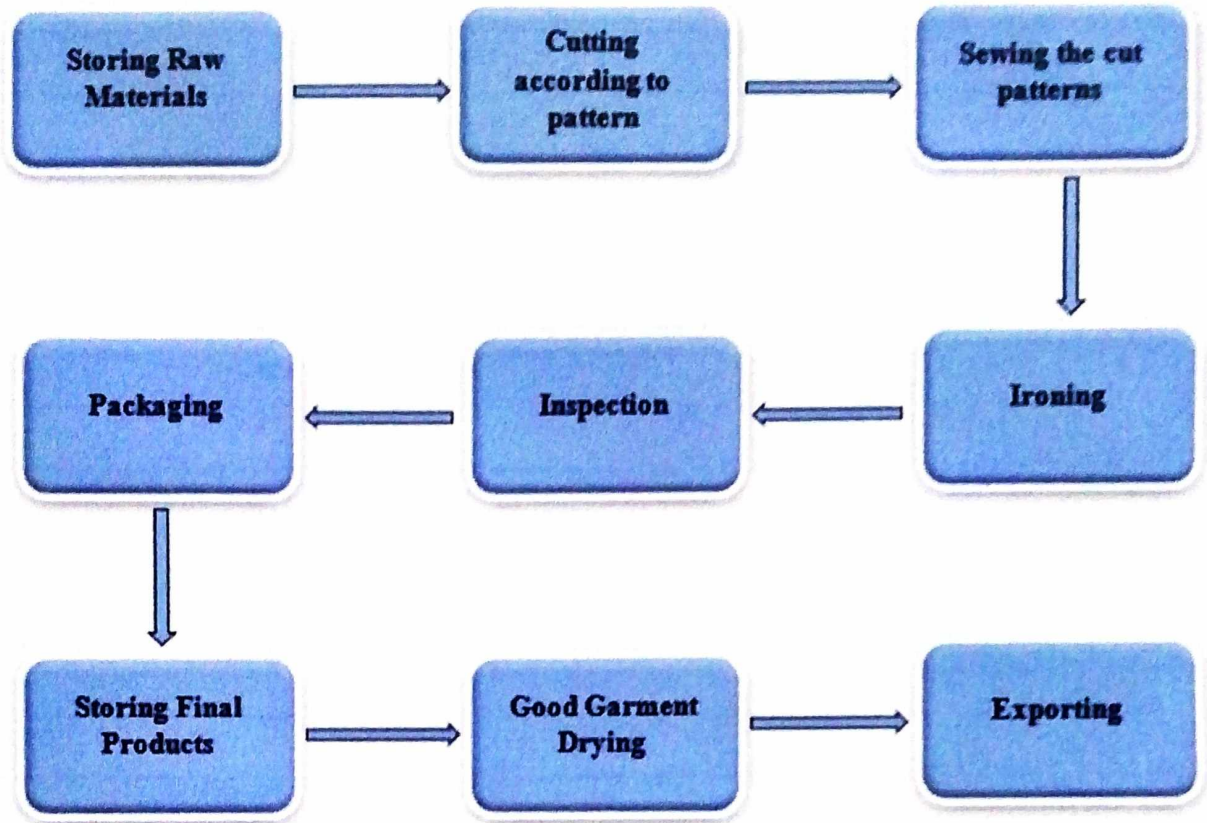 Storing Raw
Materials
Cutting
according to
pattern
Sewing the cut
patterns
Ironing
Inspection
Packaging
Storing Final
Products
Good Garment
Drying
Exporting